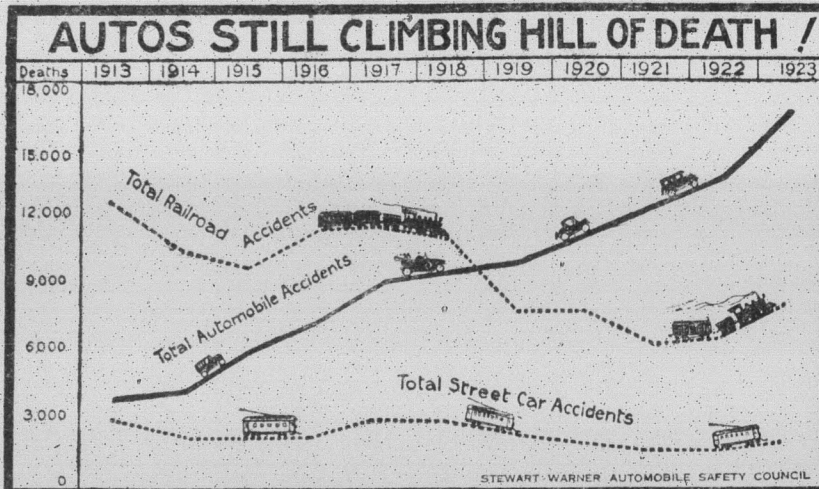 AUTOS STILL CLIMBING HILL OF DEATH !
Deaths 1913 1914 1915 1916 1917 1918 1919 1920 1921 1922 1923
18,000
15.000
12,000
9,000
6,000
3,000
0
Total Railroad Accidents
Total Automobile Accidents
Total Street Car Accidents
STEWART-WARNER AUTOMOBILE SAFETY COUNCIL